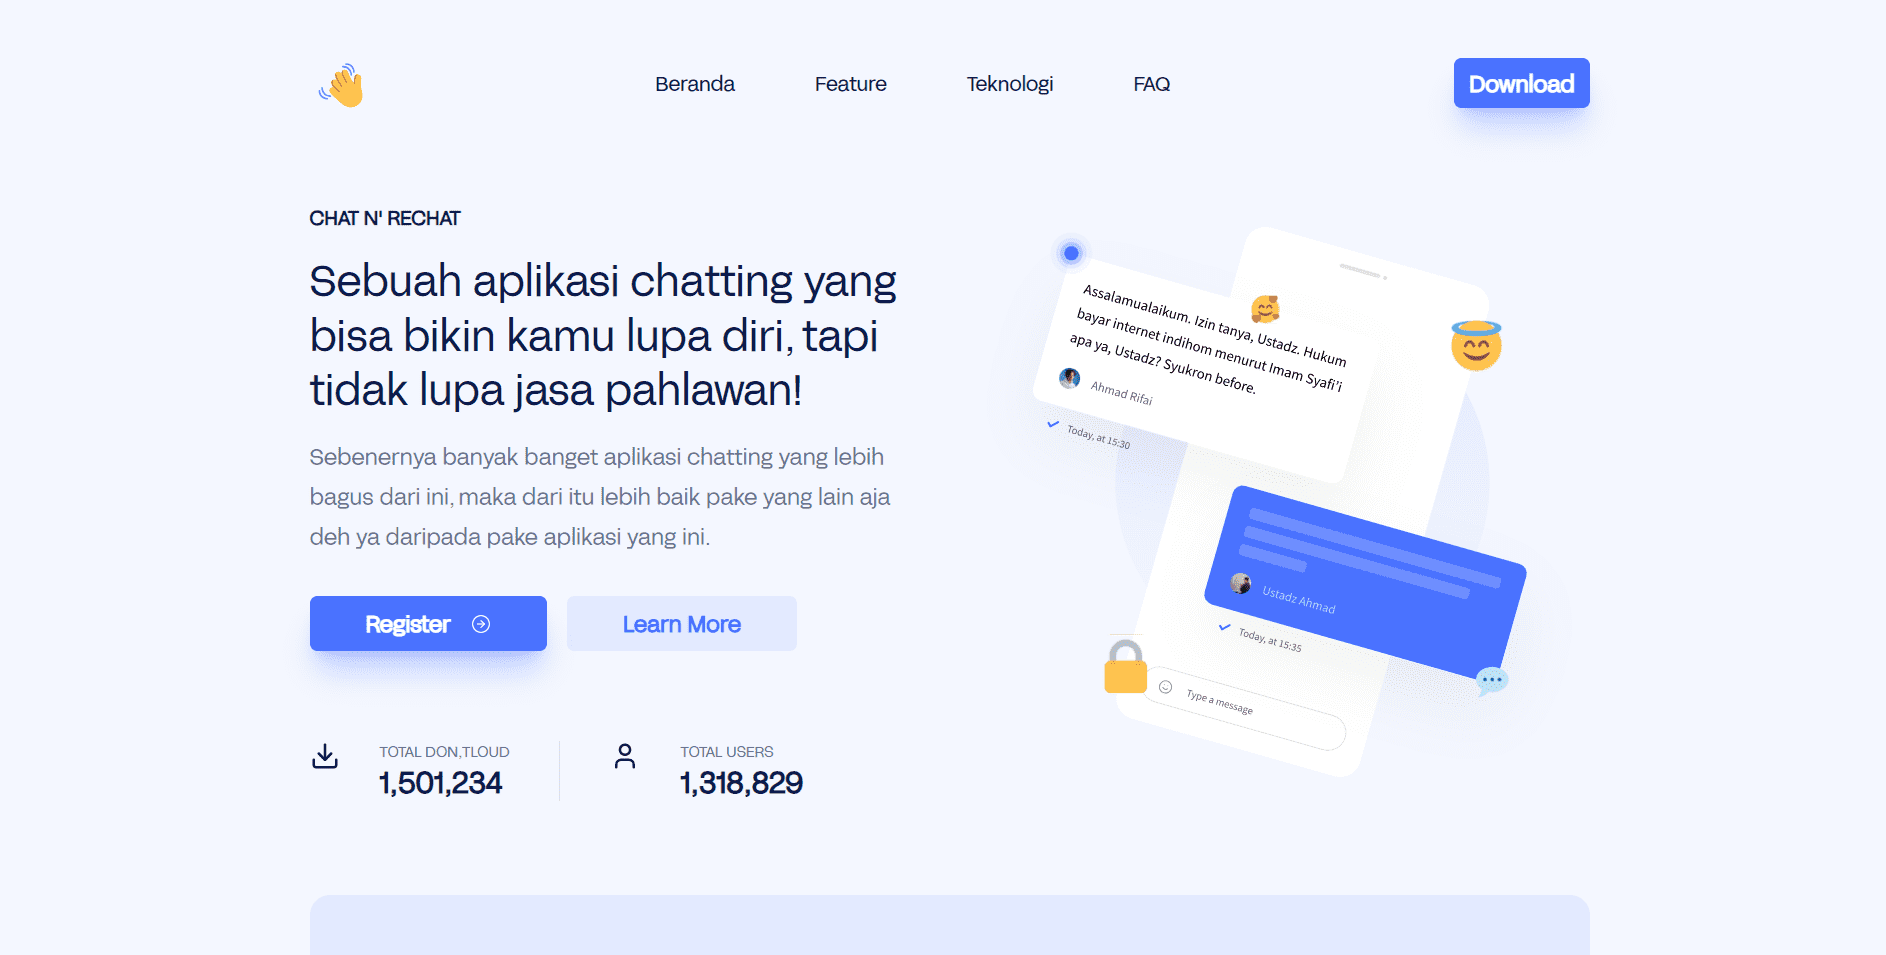 Beranda
Feature
Teknologi
FAQ
Download
CHAT N' RECHAT
Sebuah aplikasi chatting yang
bisa bikin kamu lupa diri, tapi
tidak lupa jasa pahlawan!
Sebenernya banyak banget aplikasi chatting yang lebih
bagus dari ini, maka dari itu lebih baik pake yang lain aja
deh ya daripada pake aplikasi yang ini.
Register
Learn More
TOTAL DON,TLOUD
1,501,234
TOTAL USERS
1,318,829
Assalamualaikum. Izin tanya, Ustadz. Hukum
bayar internet indihom menurut Imam Syafi'i
apa ya, Ustadz? Syukron before.
Ahmad Rifai
Today, at 15:30
Ustadz Ahmad
Today, at 15:35
Type a message